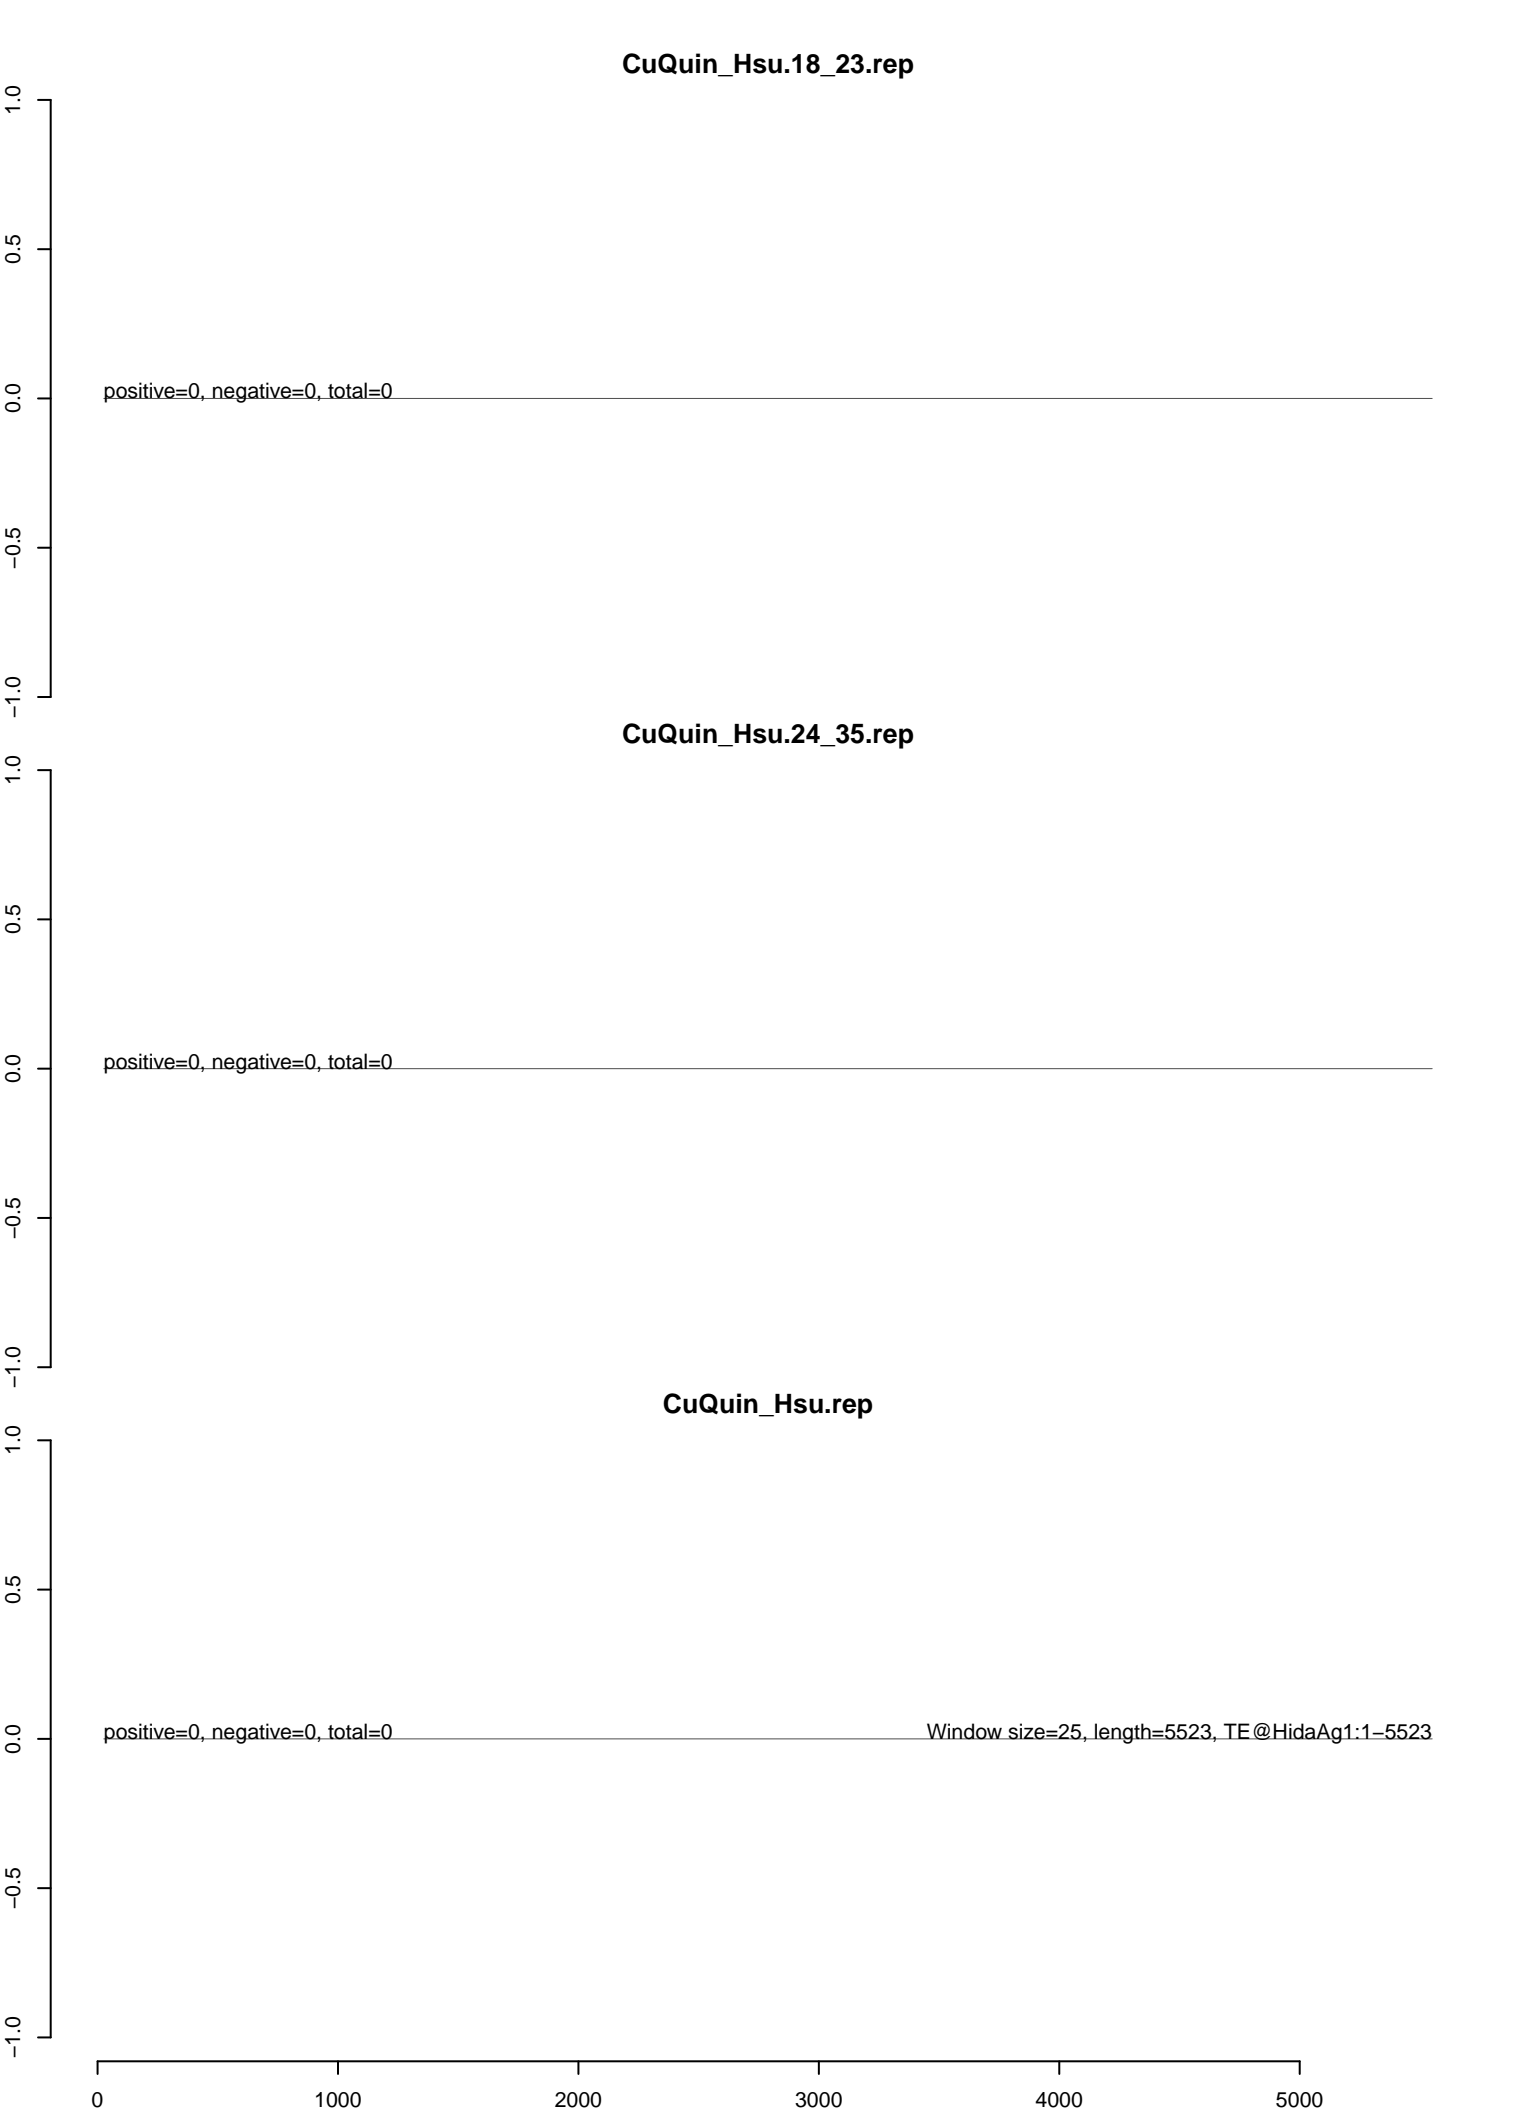 CuQuin_Hsu.18_23.rep
1.0
0.5
0.0
−0.5
−1.0
positive=0, negative=0, total=0
CuQuin_Hsu.24_35.rep
1.0
0.5
0.0
−0.5
−1.0
positive=0, negative=0, total=0
CuQuin_Hsu.rep
1.0
0.5
0.0
−0.5
−1.0
positive=0, negative=0, total=0
Window size=25, length=5523, TE@HidaAg1:1−5523
0 1000 2000 3000 4000 5000